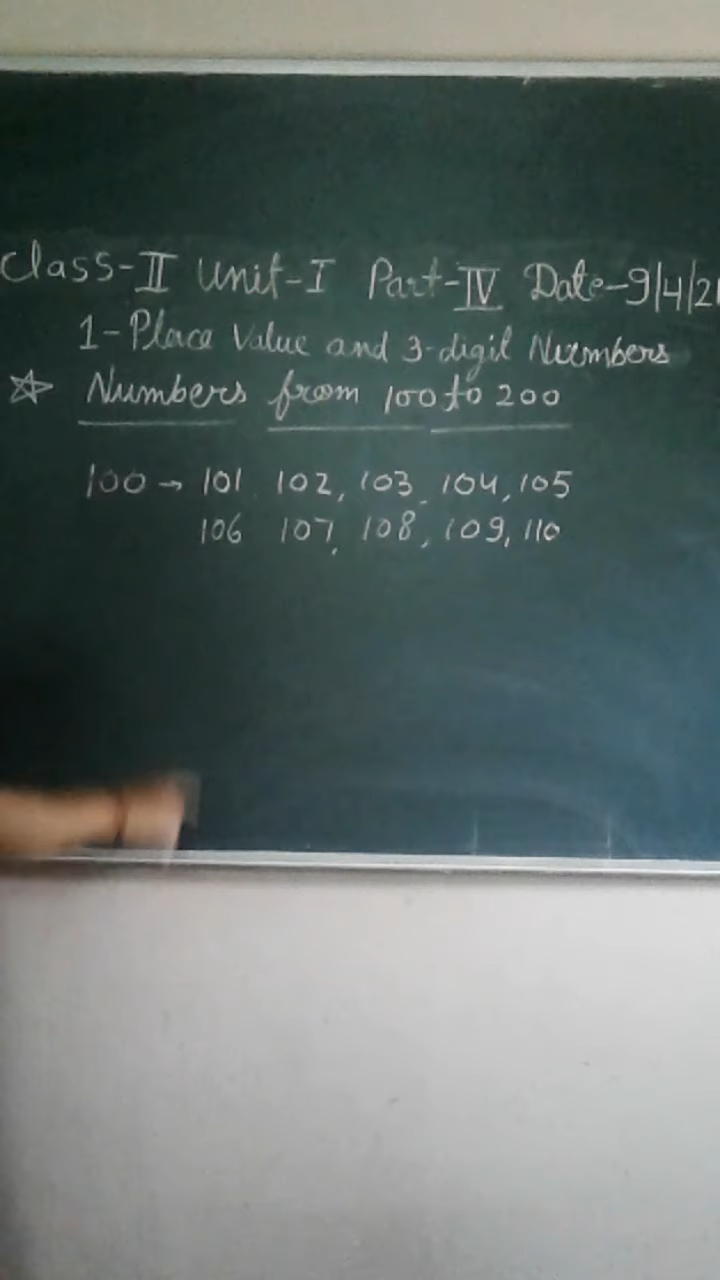 Class-II Unit-I Part-IV Date-9/4/21
1-Place Value and 3-digit Numbers
☆ Numbers from 100 to 200
100→101 102, 103, 104, 105
106 107, 108, 109, 110